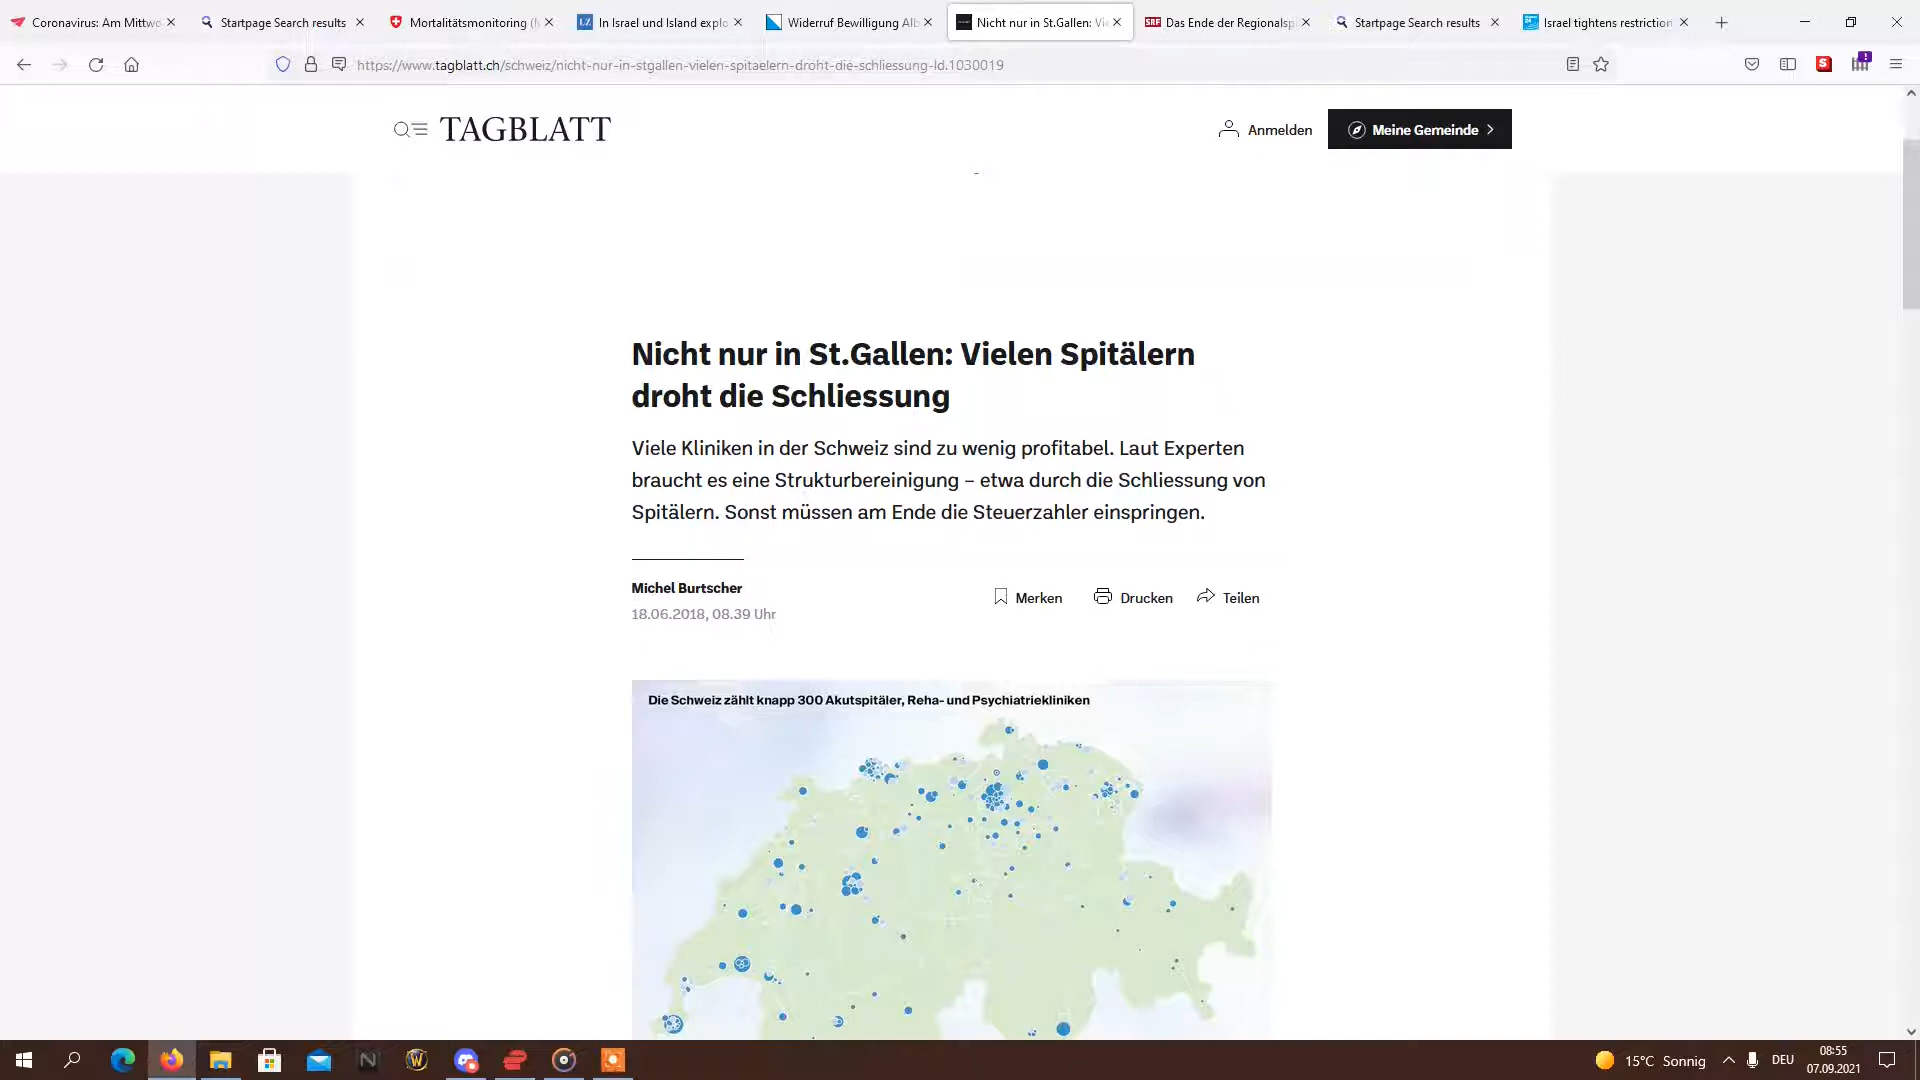 Coronavirus: Am Mittwo
Startpage Search results
Mortalitätsmonitoring (
In Israel und Island explo
Widerruf Bewilligung Alb
Nicht nur in St.Gallen: Vi
Das Ende der Regionalspi
Startpage Search results
Israel tightens restriction
https://www.tagblatt.ch/schweiz/nicht-nur-in-stgallen-vielen-spitaelern-droht-die-schliessung-ld.1030019
TAGBLATT
Anmelden
Meine Gemeinde
Nicht nur in St.Gallen: Vielen Spitälern
droht die Schliessung
Viele Kliniken in der Schweiz sind zu wenig profitabel. Laut Experten
braucht es eine Strukturbereinigung – etwa durch die Schliessung von
Spitälern. Sonst müssen am Ende die Steuerzahler einspringen.
Michel Burtscher
18.06.2018, 08.39 Uhr
Merken
Drucken
Teilen
Die Schweiz zählt knapp 300 Akutspitäler, Reha- und Psychiatriekliniken
15°C Sonnig
DEU
08:55
07.09.2021